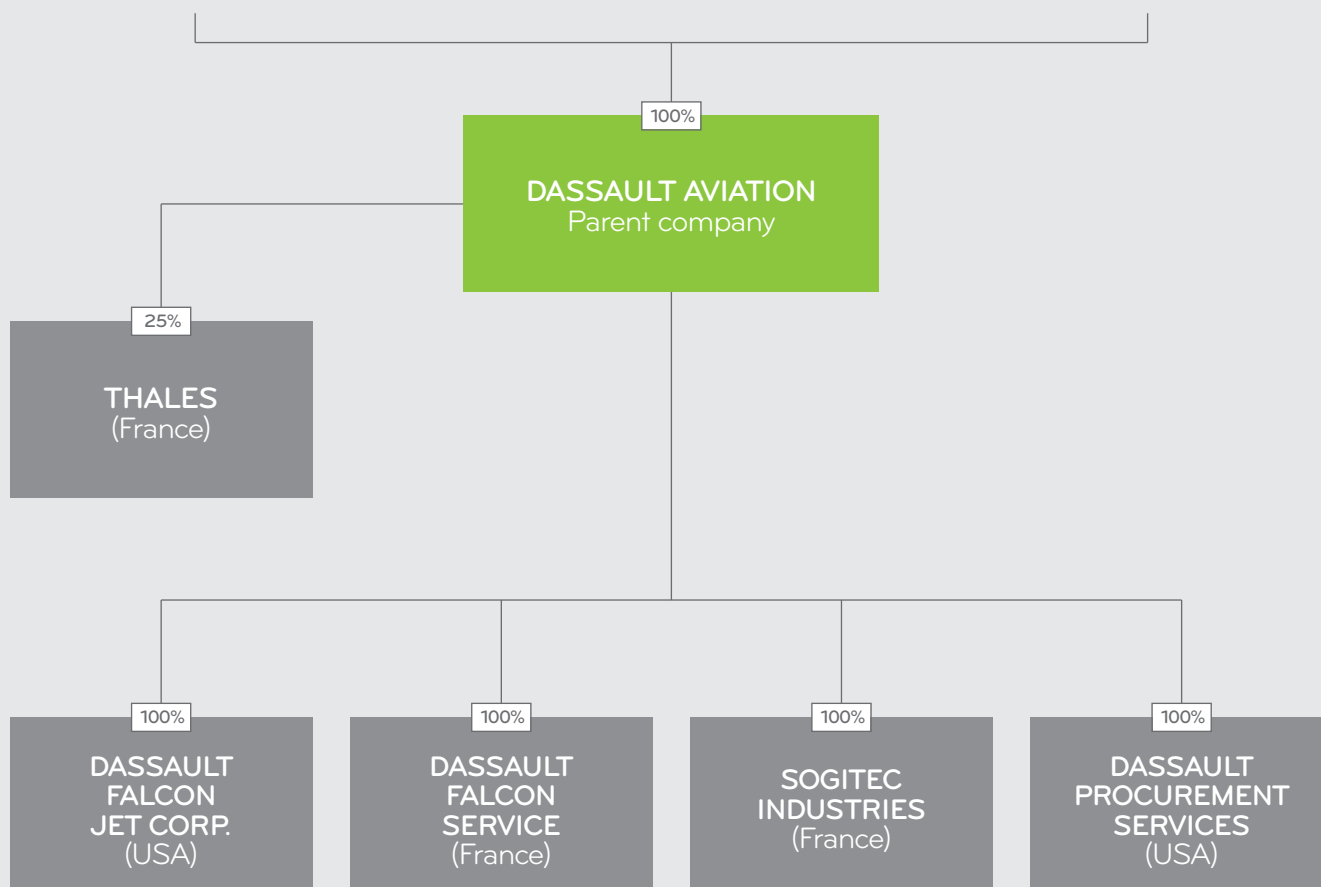 100%
DASSAULT AVIATION
Parent company
25%
THALES
(France)
100%
DASSAULT
FALCON
JET CORP.
(USA)
100%
DASSAULT
FALCON
SERVICE
(France)
100%
SOGITEC
INDUSTRIES
(France)
100%
DASSAULT
PROCUREMENT
SERVICES
(USA)